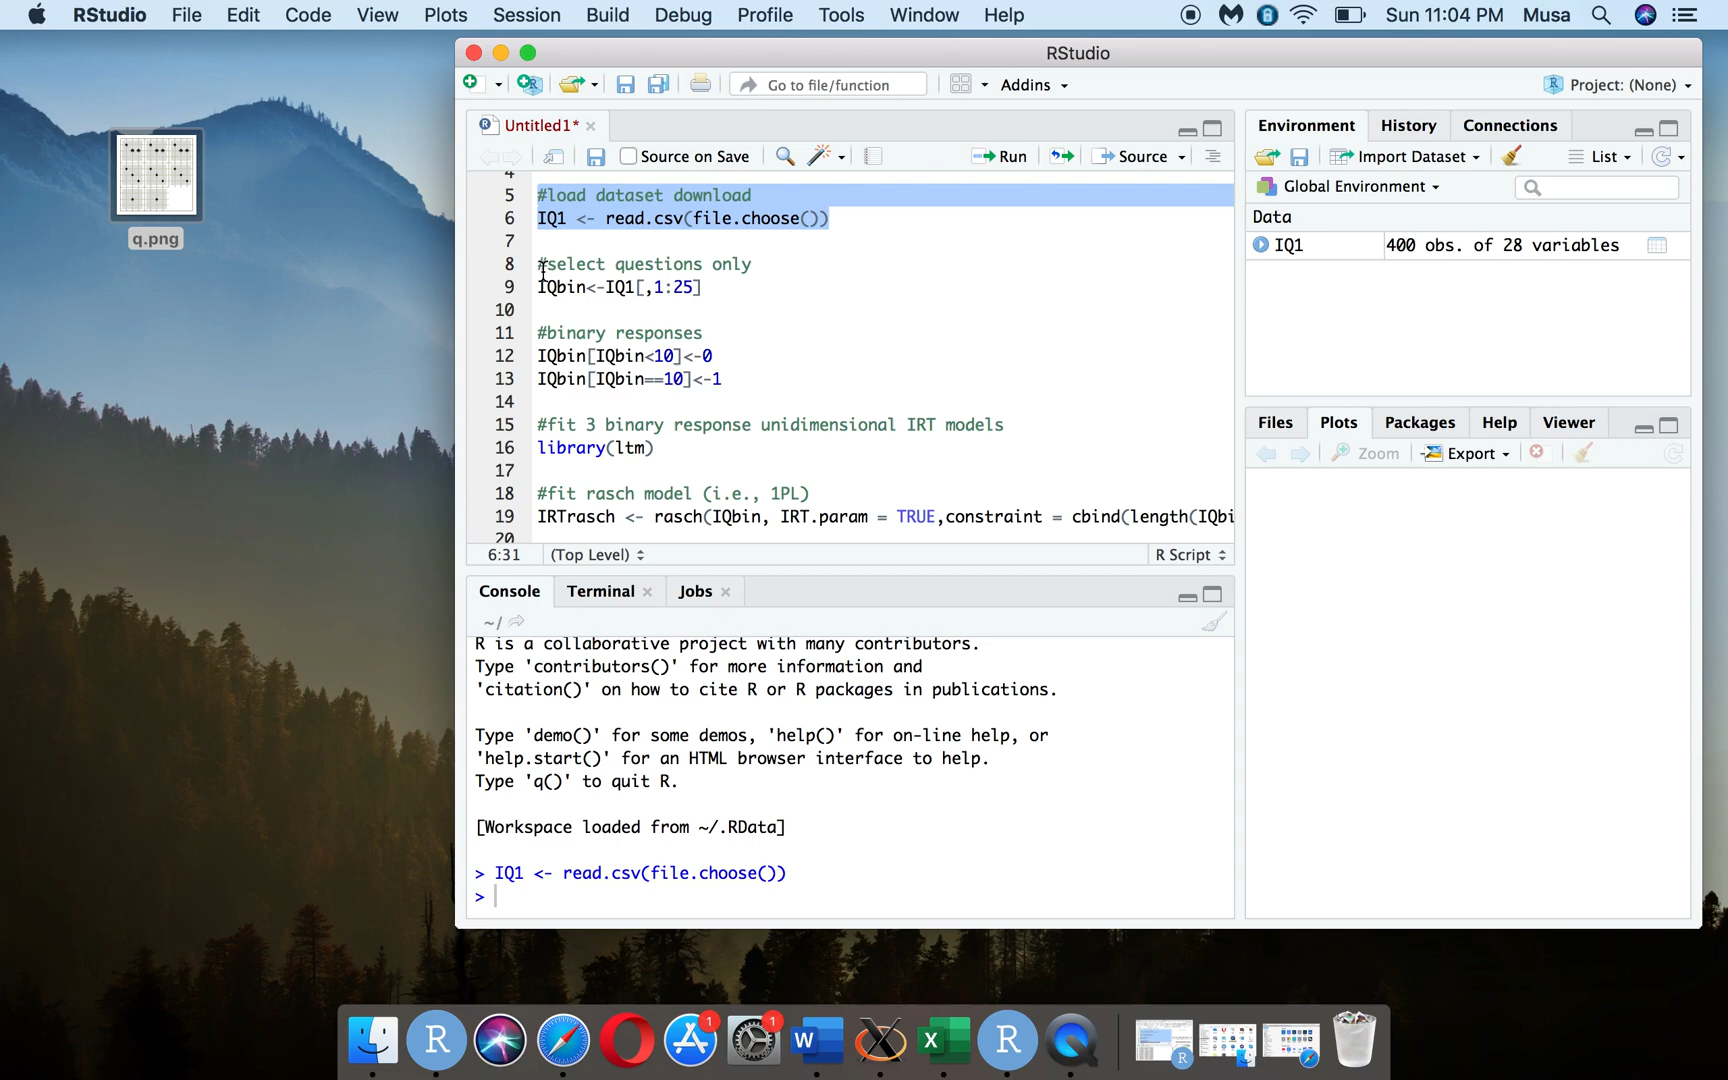 RStudio File Edit Code View Plots Session Build Debug Profile Tools Window Help Sun 11:04 PM Musa
q.png
RStudio
Go to file/function Addins Project: (None)
Untitled1*
Source on Save Run Source
4
5 #load dataset download
6 IQ1 <- read.csv(file.choose())
7
8 #select questions only
9 IQbin<-IQ1[,1:25]
10
11 #binary responses
12 IQbin[IQbin<10]<-0
13 IQbin[IQbin==10]<-1
14
15 #fit 3 binary response unidimensional IRT models
16 library(ltm)
17
18 #fit rasch model (i.e., 1PL)
19 IRTrasch <- rasch(IQbin, IRT.param = TRUE,constraint = cbind(length(IQbi
20
6:31 (Top Level) R Script
Console Terminal Jobs
~/
R is a collaborative project with many contributors.
Type 'contributors()' for more information and
'citation()' on how to cite R or R packages in publications.
Type 'demo()' for some demos, 'help()' for on-line help, or
'help.start()' for an HTML browser interface to help.
Type 'q()' to quit R.
[Workspace loaded from ~/.RData]
> IQ1 <- read.csv(file.choose())
>
Environment History Connections
Import Dataset List
Global Environment
Data
IQ1 400 obs. of 28 variables
Files Plots Packages Help Viewer
Zoom Export
1 1